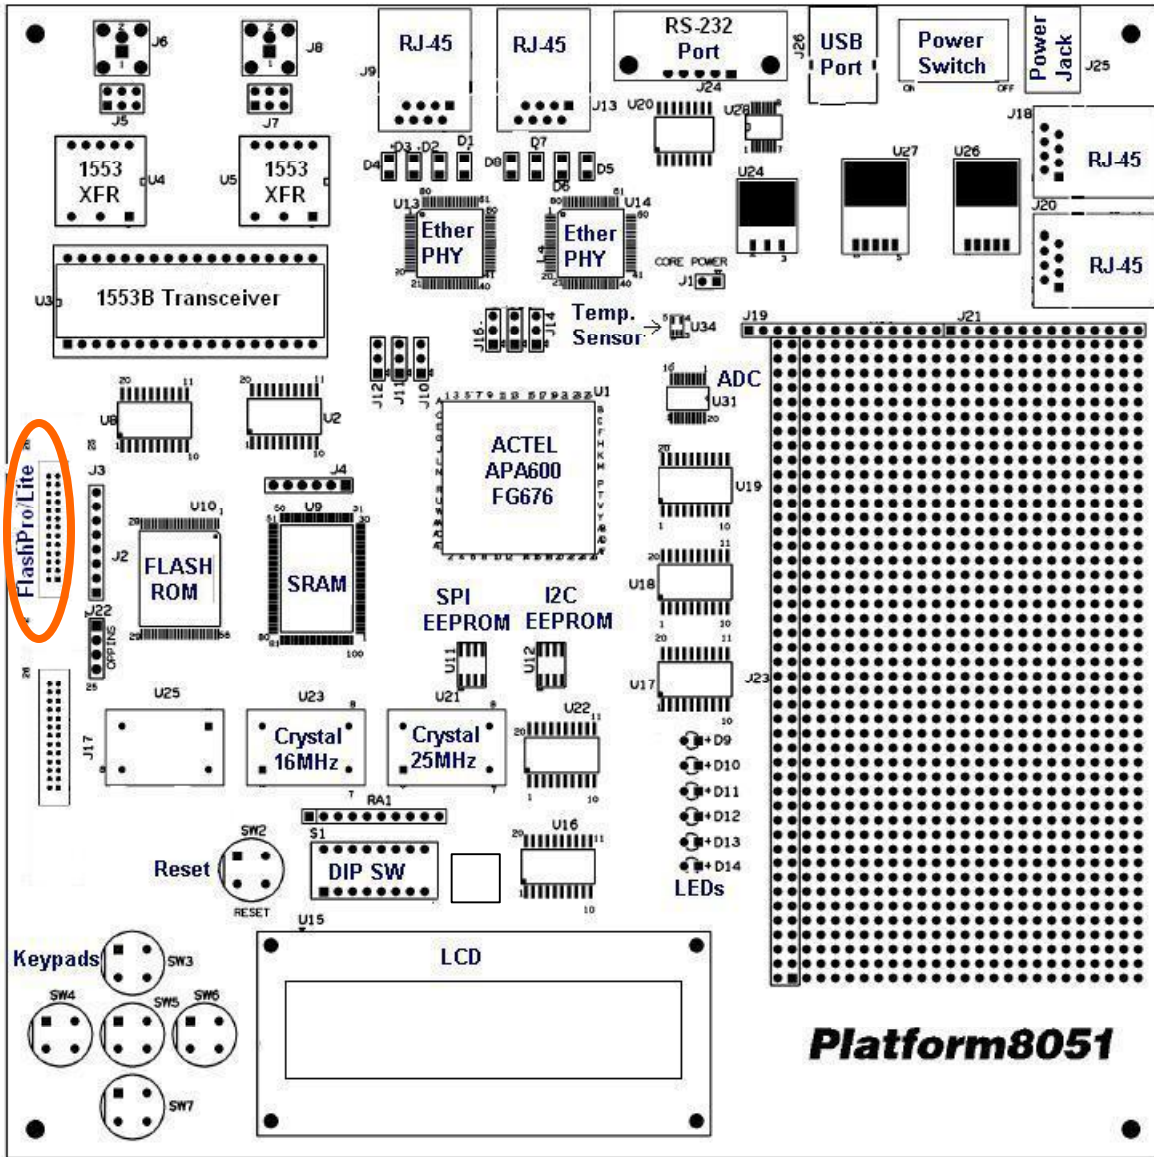 J6
J8
J5
J7
RJ-45
RJ-45
J9
J13
RS-232
Port
J24
J26
USB
Port
Power
Switch
ON
OFF
Power
Jack
J25
U20
U28
J18
RJ-45
J20
RJ-45
1553
XFR
U4
U5
1553
XFR
D4
D3
D2
D1
D8
D7
D6
D5
U13
Ether
PHY
U14
Ether
PHY
U24
U27
U26
CORE POWER
J1
U3
1553B Transceiver
J16
J14
Temp.
Sensor
U34
J19
J21
J12
J11
J10
U8
U2
U1
ACTEL
APA600
FG676
ADC
U31
FlashPro/Lite
J3
J2
J4
U10
FLASH
ROM
U9
SRAM
U19
U18
J22
OPPINS
SPI
EEPROM
I2C
EEPROM
U11
U12
U17
J23
J17
U25
U23
Crystal
16MHz
U21
Crystal
25MHz
U22
+D9
+D10
+D11
+D12
+D13
+D14
LEDs
RA1
SW2
Reset
RESET
S1
DIP SW
U16
U15
LCD
Keypads
SW3
SW4
SW5
SW6
SW7
Platform8051